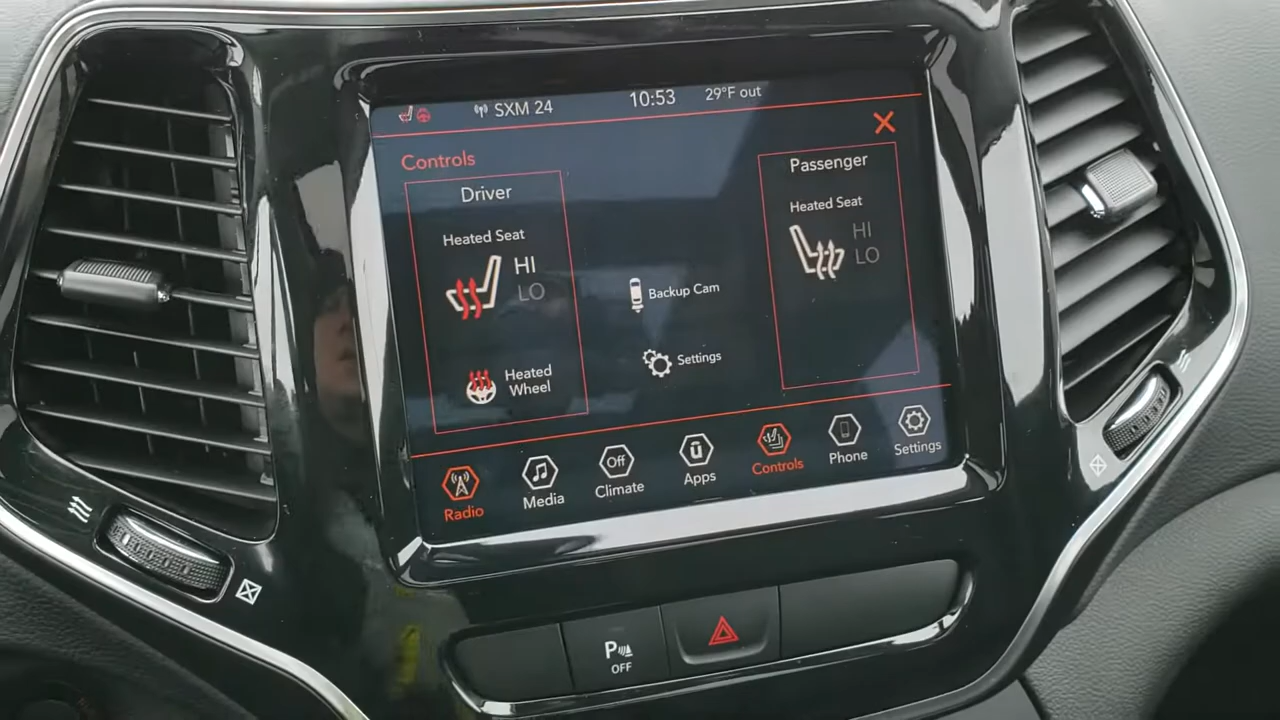 SXM 24
10:53
29°F out
Controls
Driver
Heated Seat
HI
LO
Heated
Wheel
Backup Cam
Settings
Passenger
Heated Seat
HI
LO
Radio
Media
Off
Climate
Apps
Controls
Phone
Settings
P
OFF